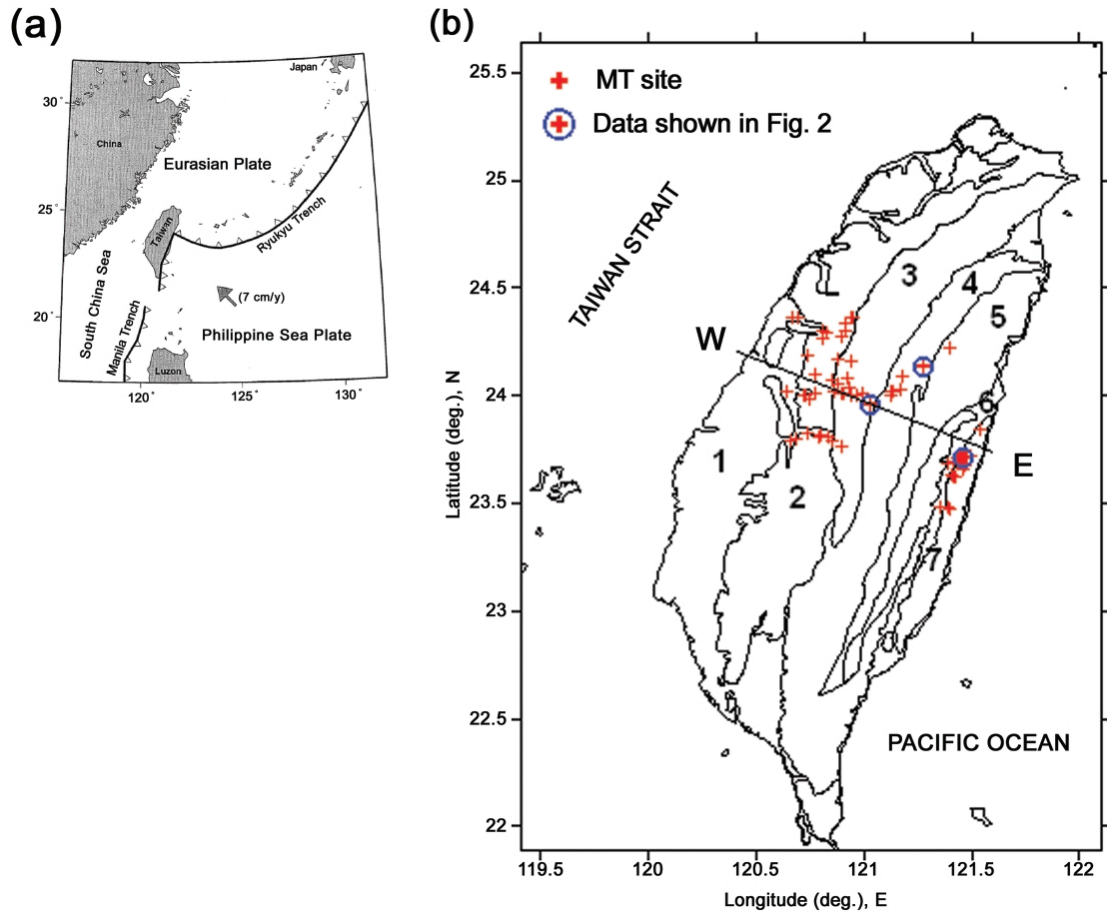 (a)
Japan
30°
China
Eurasian Plate
25°
Taiwan
Ryukyu Trench
South China Sea
(7 cm/y)
20°
Manila Trench
Philippine Sea Plate
Luzon
120°
125°
130°
(b)
25.5
MT site
Data shown in Fig. 2
25
TAIWAN STRAIT
3
4
24.5
5
W
24
6
1
E
2
23.5
7
23
22.5
PACIFIC OCEAN
22
119.5
120
120.5
121
121.5
122
Latitude (deg.), N
Longitude (deg.), E